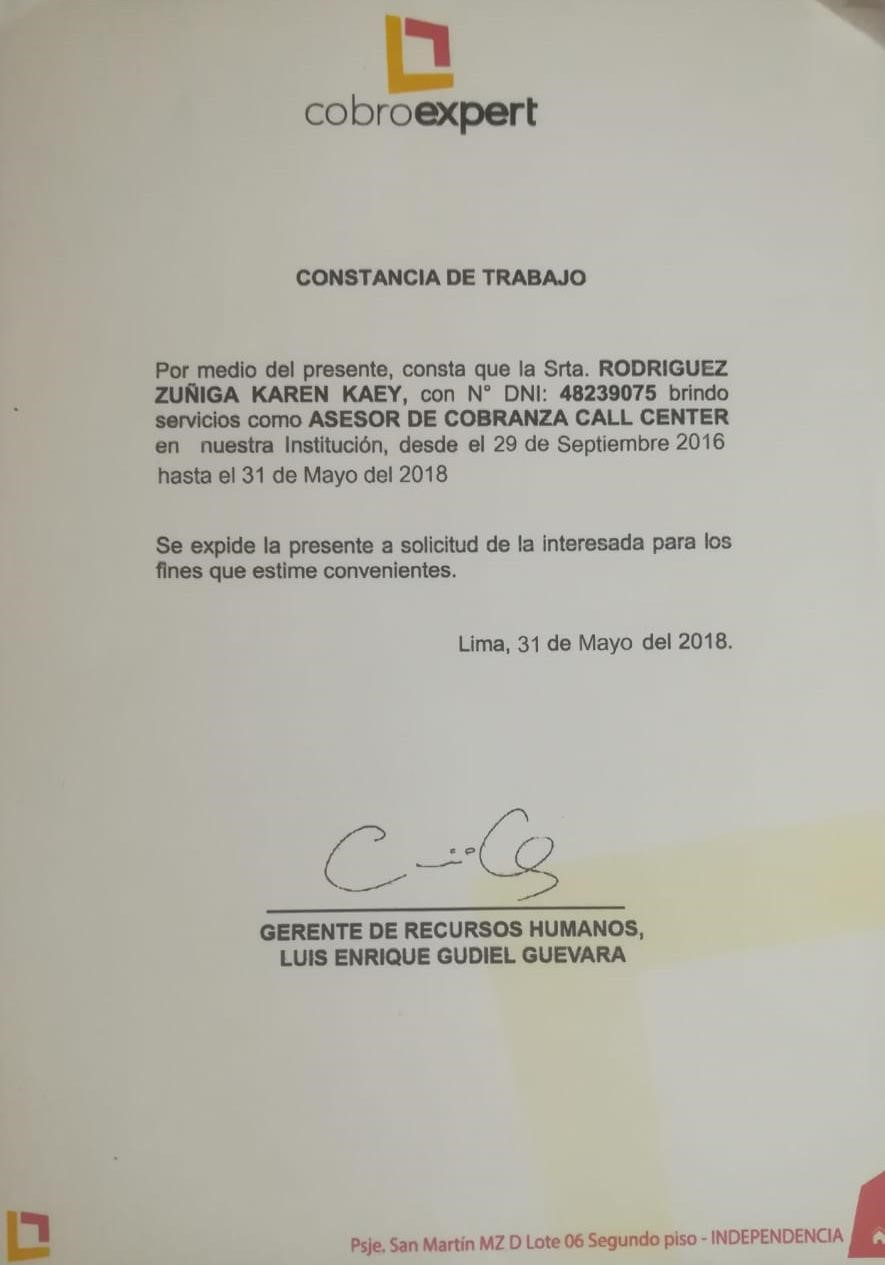 cobroexpert
CONSTANCIA DE TRABAJO
Por medio del presente, consta que la Srta. RODRIGUEZ
ZUÑIGA KAREN KAEY, con N° DNI: 48239075 brindo
servicios como ASESOR DE COBRANZA CALL CENTER
en nuestra Institución, desde el 29 de Septiembre 2016
hasta el 31 de Mayo del 2018
Se expide la presente a solicitud de la interesada para los
fines que estime convenientes.
Lima, 31 de Mayo del 2018.
GERENTE DE RECURSOS HUMANOS,
LUIS ENRIQUE GUDIEL GUEVARA
Psje. San Martín MZ D Lote 06 Segundo piso - INDEPENDENCIA